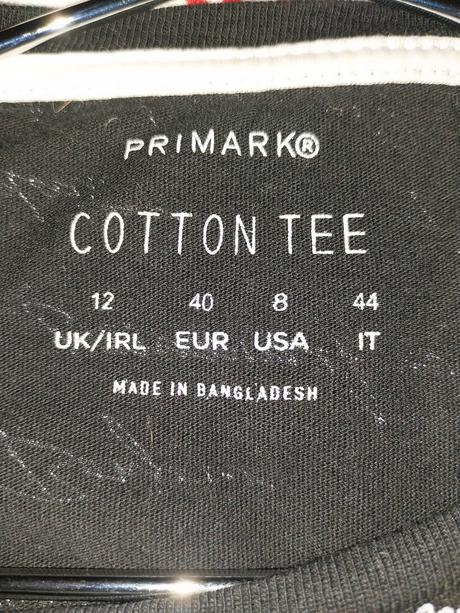 PRIMARK®
COTTON TEE
12 40 8 44
UK/IRL EUR USA IT
MADE IN BANGLADESH